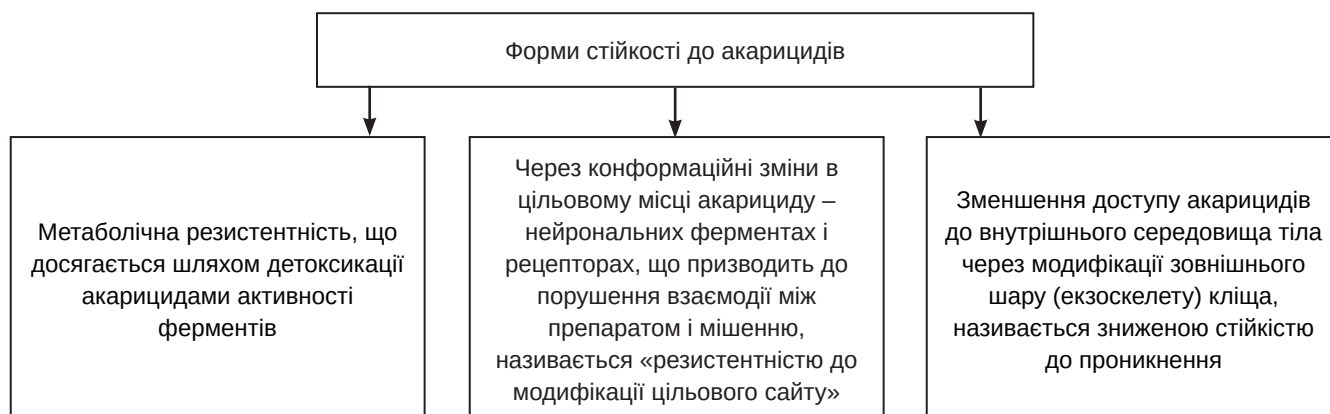 Форми стійкості до акарицидів
Метаболічна резистентність, що
досягається шляхом детоксикації
акарицидами активності
ферментів
Через конформаційні зміни в
цільовому місці акарициду –
нейрональних ферментах і
рецепторах, що призводить до
порушення взаємодії між
препаратом і мішенню,
називається «резистентністю до
модифікації цільового сайту»
Зменшення доступу акарицидів
до внутрішнього середовища тіла
через модифікації зовнішнього
шару (екзоскелету) кліща,
називається зниженою стійкістю
до проникнення